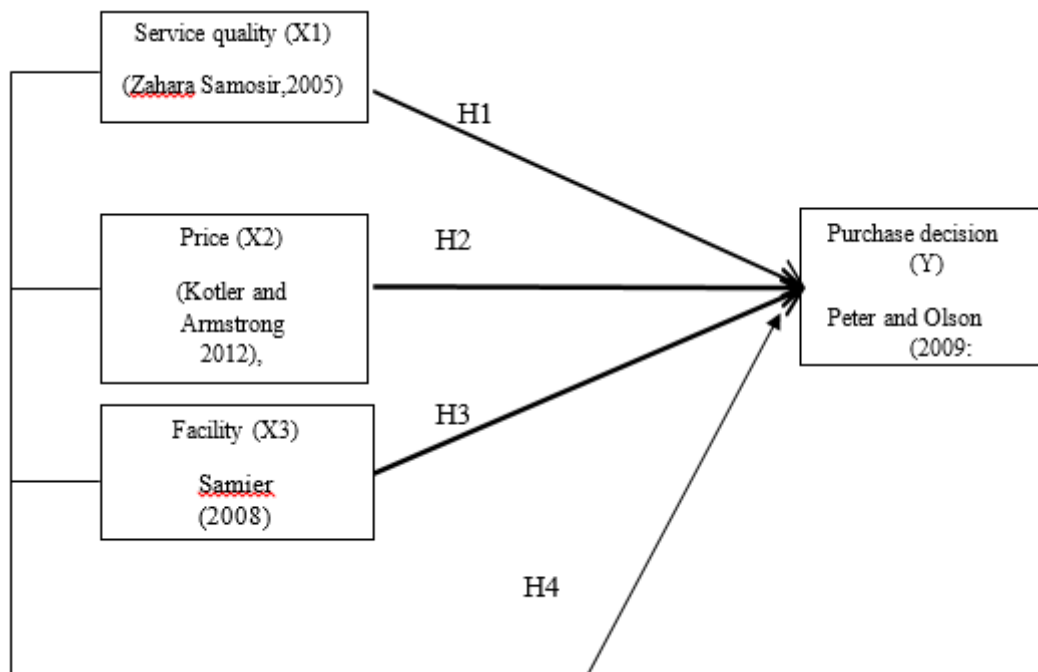 Service quality (X1)
(Zahara Samosir,2005)
H1
Price (X2)
(Kotler and
Armstrong
2012),
H2
Purchase decision
(Y)
Peter and Olson
(2009:
Facility (X3)
Samier
(2008)
H3
H4